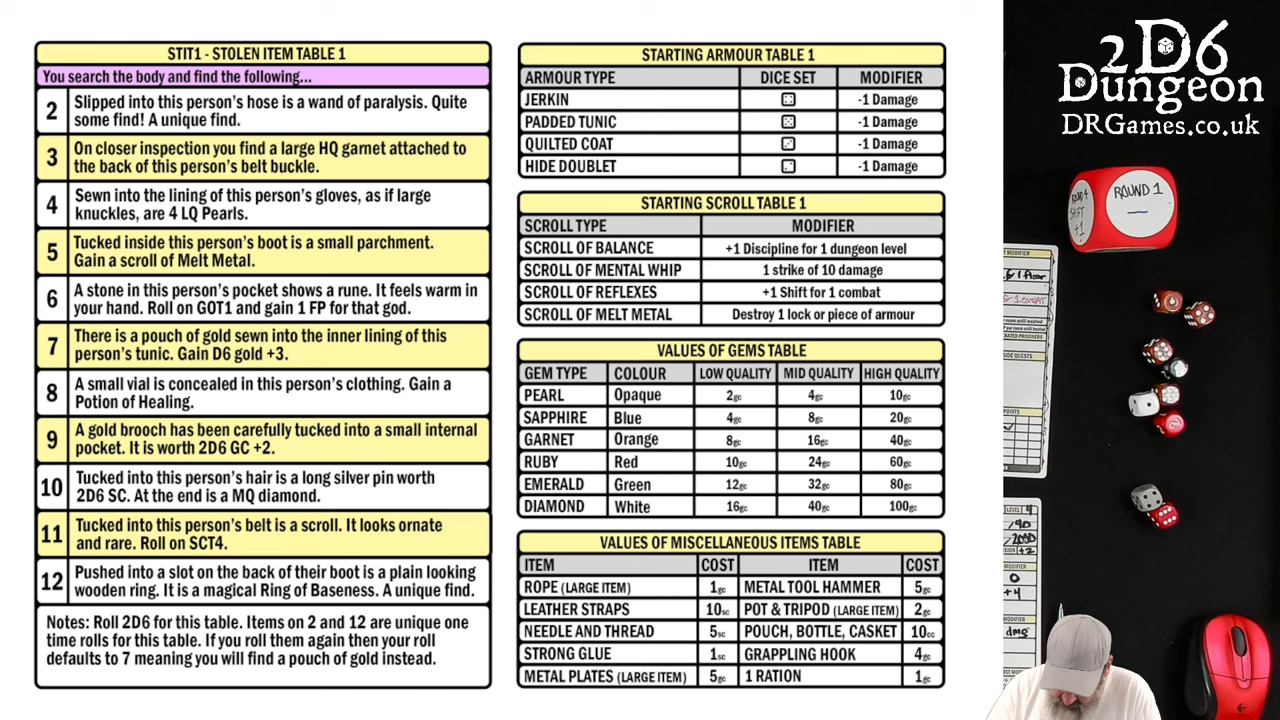 STIT1 - STOLEN ITEM TABLE 1
You search the body and find the following...
2 Slipped into this person's hose is a wand of paralysis. Quite
some find! A unique find.
3 On closer inspection you find a large HQ garnet attached to
the back of this person's belt buckle.
4 Sewn into the lining of this person's gloves, as if large
knuckles, are 4 LQ Pearls.
5 Tucked inside this person's boot is a small parchment.
Gain a scroll of Melt Metal.
6 A stone in this person's pocket shows a rune. It feels warm in
your hand. Roll on GOT1 and gain 1 FP for that god.
7 There is a pouch of gold sewn into the inner lining of this
person's tunic. Gain D6 gold +3.
8 A small vial is concealed in this person's clothing. Gain a
Potion of Healing.
9 A gold brooch has been carefully tucked into a small internal
pocket. It is worth 2D6 GC +2.
10 Tucked into this person's hair is a long silver pin worth
2D6 SC. At the end is a MQ diamond.
11 Tucked into this person's belt is a scroll. It looks ornate
and rare. Roll on SCT4.
12 Pushed into a slot on the back of their boot is a plain looking
wooden ring. It is a magical Ring of Baseness. A unique find.
Notes: Roll 2D6 for this table. Items on 2 and 12 are unique one
time rolls for this table. If you roll them again then your roll
defaults to 7 meaning you will find a pouch of gold instead.
STARTING ARMOUR TABLE 1
ARMOUR TYPE DICE SET MODIFIER
JERKIN -1 Damage
PADDED TUNIC -1 Damage
QUILTED COAT -1 Damage
HIDE DOUBLET -1 Damage
STARTING SCROLL TABLE 1
SCROLL TYPE MODIFIER
SCROLL OF BALANCE +1 Discipline for 1 dungeon level
SCROLL OF MENTAL WHIP 1 strike of 10 damage
SCROLL OF REFLEXES +1 Shift for 1 combat
SCROLL OF MELT METAL Destroy 1 lock or piece of armour
VALUES OF GEMS TABLE
GEM TYPE COLOUR LOW QUALITY MID QUALITY HIGH QUALITY
PEARL Opaque 2gc 4gc 10gc
SAPPHIRE Blue 4gc 8gc 20gc
GARNET Orange 8gc 16gc 40gc
RUBY Red 10gc 24gc 60gc
EMERALD Green 12gc 32gc 80gc
DIAMOND White 16gc 40gc 100gc
VALUES OF MISCELLANEOUS ITEMS TABLE
ITEM COST ITEM COST
ROPE (LARGE ITEM) 1gc METAL TOOL HAMMER 5gc
LEATHER STRAPS 10sc POT & TRIPOD (LARGE ITEM) 2gc
NEEDLE AND THREAD 5sc POUCH, BOTTLE, CASKET 10cc
STRONG GLUE 1sc GRAPPLING HOOK 4gc
METAL PLATES (LARGE ITEM) 5gc 1 RATION 1gc
2D6
Dungeon
DRGames.co.uk
ROUND 1
SHIFT
+1
MODIFIER
1 COMBAT
SIDE QUESTS
LEVEL 4
+2
MODIFIER
0
+4
MODIFIER
dmg